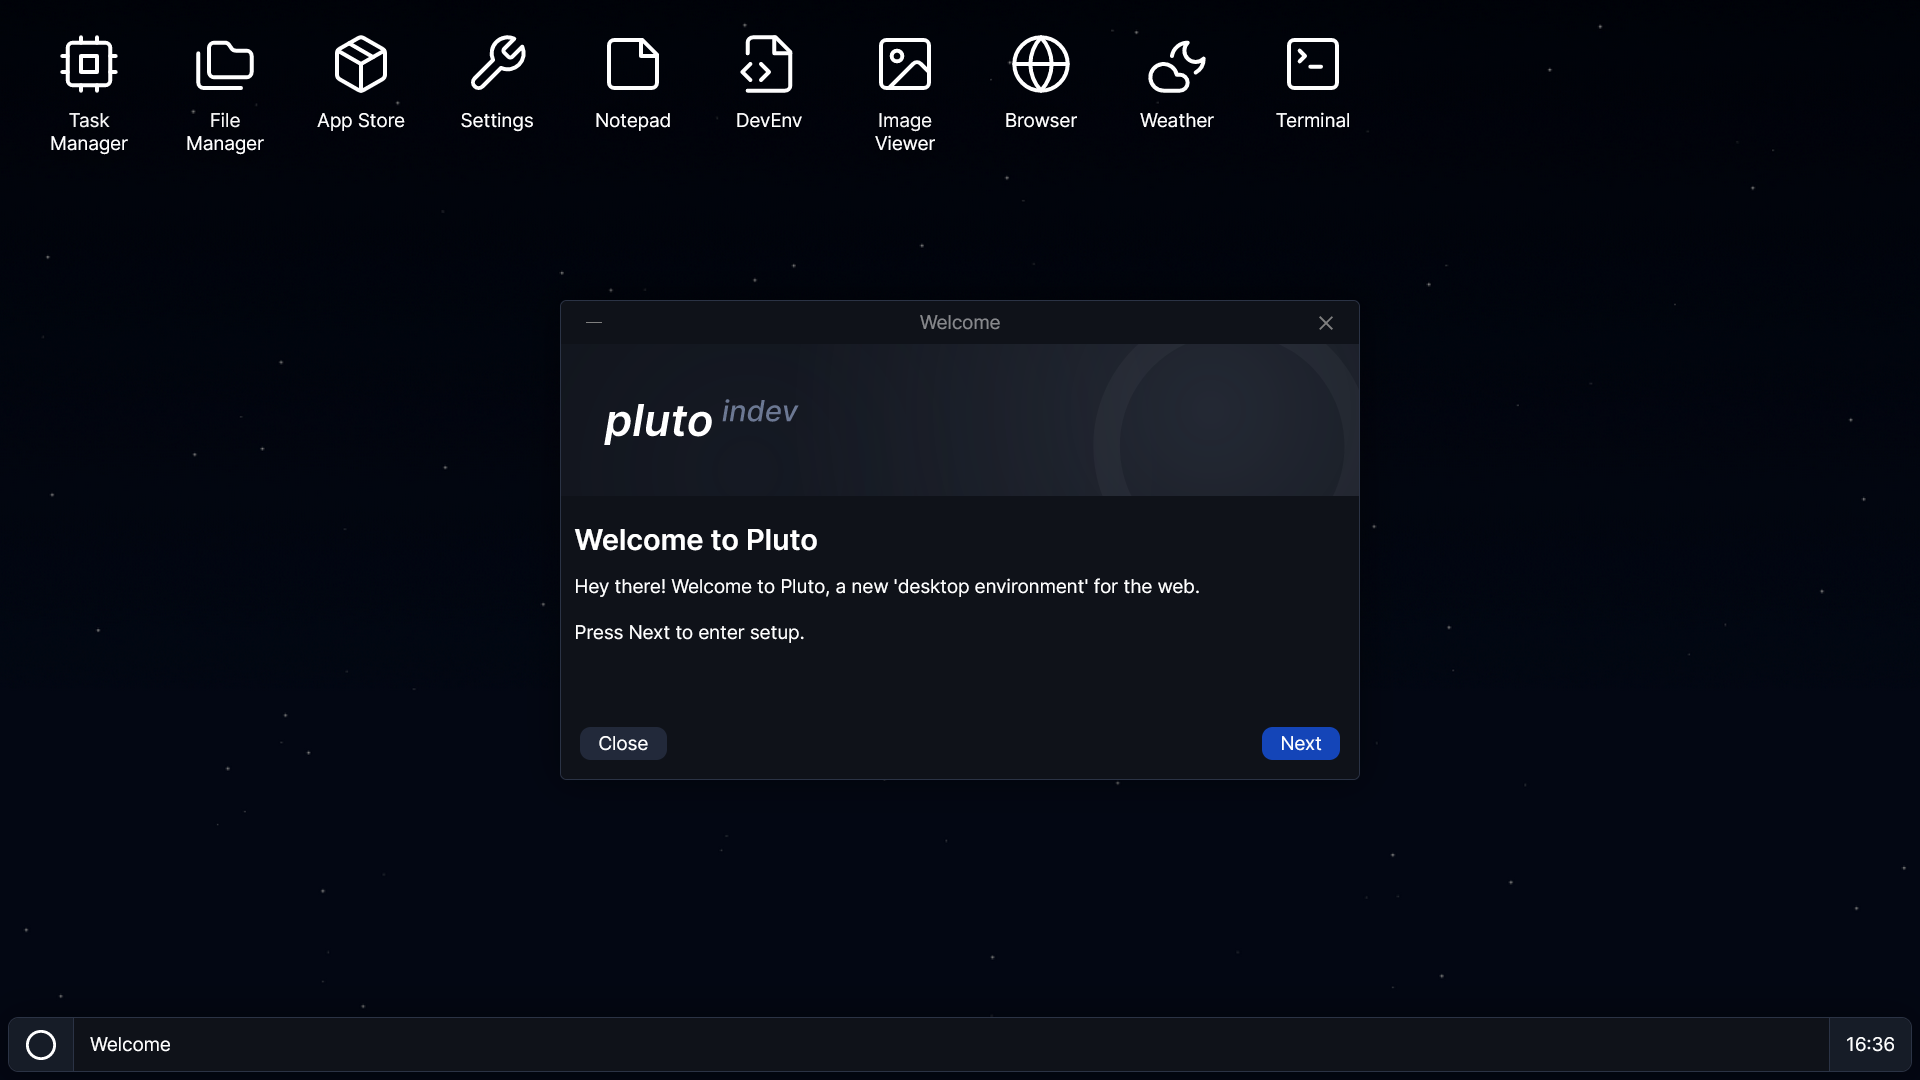 Task
Manager
File
Manager
App Store
Settings
Notepad
DevEnv
Image
Viewer
Browser
Weather
Terminal
Welcome
pluto indev
Welcome to Pluto
Hey there! Welcome to Pluto, a new 'desktop environment' for the web.
Press Next to enter setup.
Close
Next
Welcome
16:36